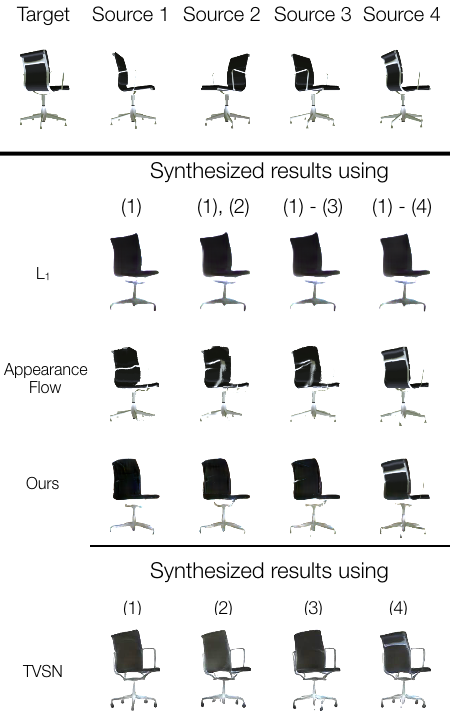 Target Source 1 Source 2 Source 3 Source 4
Synthesized results using
(1) (1), (2) (1) - (3) (1) - (4)
L₁
Appearance
Flow
Ours
Synthesized results using
(1) (2) (3) (4)
TVSN